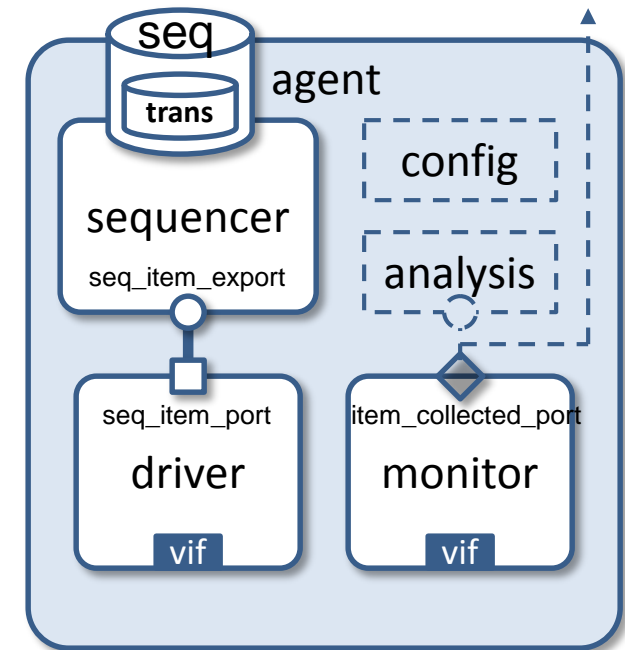 seq
agent
trans
config
sequencer
analysis
seq_item_export
seq_item_port
item_collected_port
driver
monitor
vif
vif